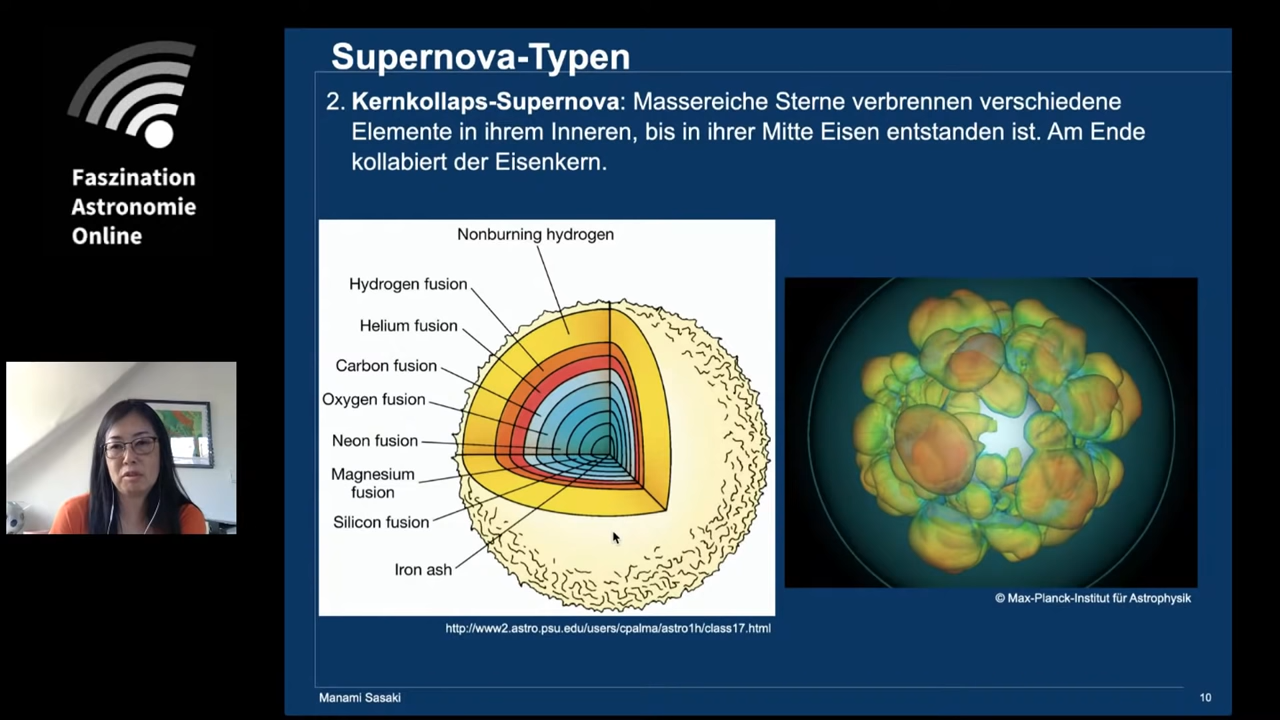 Faszination
Astronomie
Online
Supernova-Typen
2. Kernkollaps-Supernova: Massereiche Sterne verbrennen verschiedene
Elemente in ihrem Inneren, bis in ihrer Mitte Eisen entstanden ist. Am Ende
kollabiert der Eisenkern.
Nonburning hydrogen
Hydrogen fusion
Helium fusion
Carbon fusion
Oxygen fusion
Neon fusion
Magnesium
fusion
Silicon fusion
Iron ash
http://www2.astro.psu.edu/users/cpalma/astro1h/class17.html
© Max-Planck-Institut für Astrophysik
Manami Sasaki
10